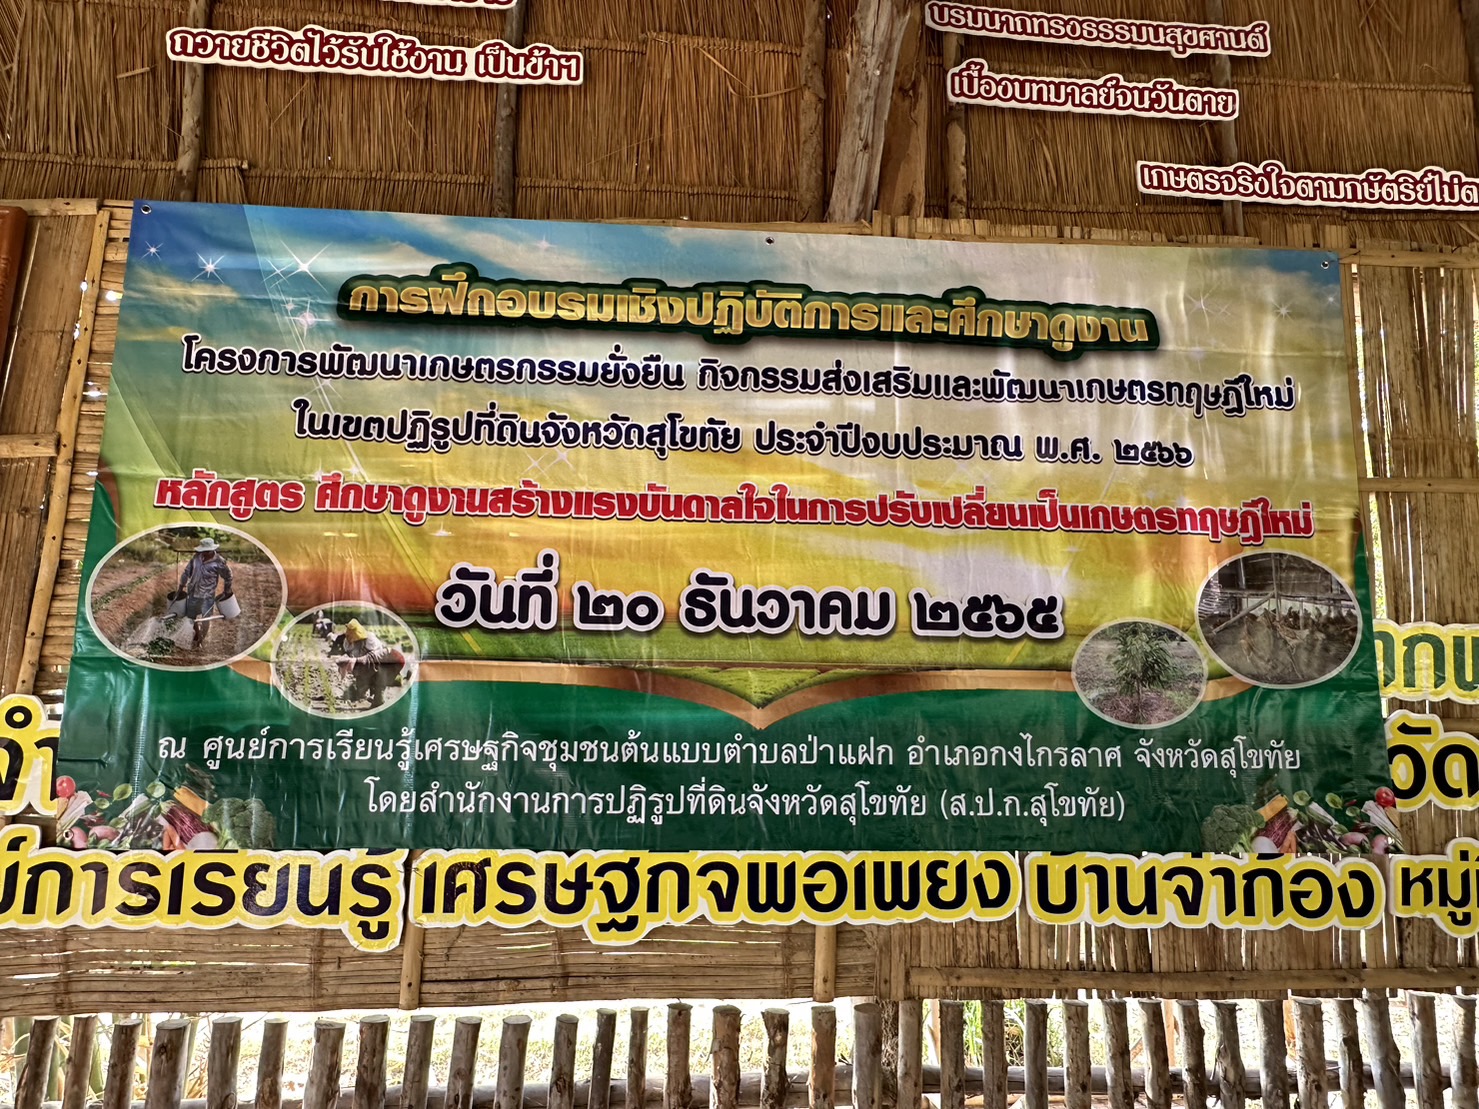 ถวายชีวิตไว้รับใช้งาน เป็นข้าฯ
บรมนาถทรงธรรมนสุขศานต์
เบื้องบทมาลย์จนวันตาย
เกษตรจริงใจตามกษัตริย์ไม่
การฝึกอบรมเชิงปฏิบัติการและศึกษาดูงาน
โครงการพัฒนาเกษตรกรรมยั่งยืน กิจกรรมส่งเสริมและพัฒนาเกษตรทฤษฎีใหม่
ในเขตปฏิรูปที่ดินจังหวัดสุโขทัย ประจำปีงบประมาณ พ.ศ. ๒๕๖๖
หลักสูตร ศึกษาดูงานสร้างแรงบันดาลใจในการปรับเปลี่ยนเป็นเกษตรทฤษฎีใหม่
วันที่ ๒๐ ธันวาคม ๒๕๖๕
ณ ศูนย์การเรียนรู้เศรษฐกิจชุมชนต้นแบบตำบลป่าแฝก อำเภอกงไกรลาศ จังหวัดสุโขทัย
โดยสำนักงานการปฏิรูปที่ดินจังหวัดสุโขทัย (ส.ป.ก.สุโขทัย)
ย์การเรียนรู้ เศรษฐกิจพอเพียง บ้านจ่าก้อง หมู่